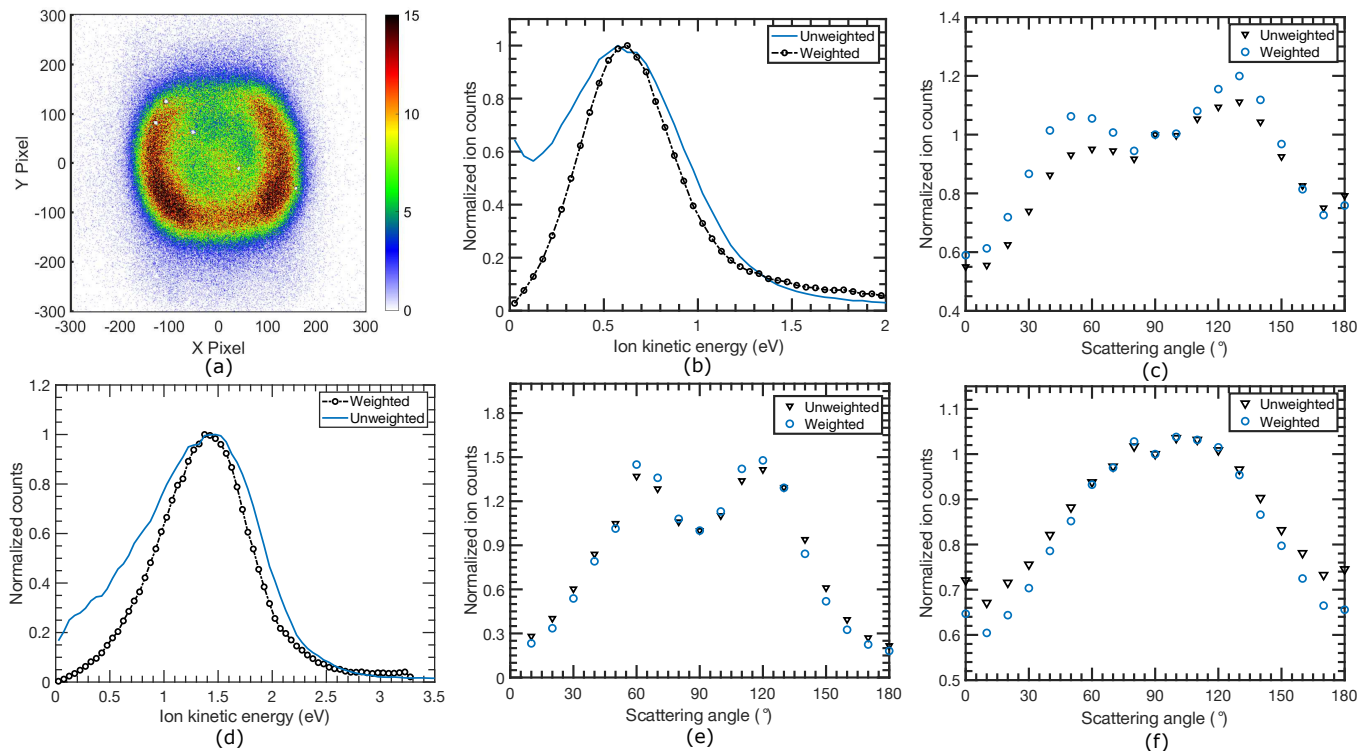 300
200
100
0
-100
-200
-300
Y Pixel
-300 -200 -100 0 100 200 300
X Pixel
15
10
5
0
(a)
Unweighted
Weighted
1
0.8
0.6
0.4
0.2
0
Normalized ion counts
0 0.5 1 1.5 2
Ion kinetic energy (eV)
(b)
Unweighted
Weighted
1.4
1.2
1.0
0.8
0.6
0.4
Normalized ion counts
0 30 60 90 120 150 180
Scattering angle (°)
(c)
Weighted
Unweighted
1.2
1
0.8
0.6
0.4
0.2
0
Normalized counts
0 0.5 1.0 1.5 2.0 2.5 3.0 3.5
Ion kinetic energy (eV)
(d)
Unweighted
Weighted
1.8
1.5
1.2
0.9
0.6
0.3
Normalized ion counts
0 30 60 90 120 150 180
Scattering angle (°)
(e)
Unweighted
Weighted
1.1
1.0
0.9
0.8
0.7
0.6
0.5
Normalized ion counts
0 30 60 90 120 150 180
Scattering angle (°)
(f)